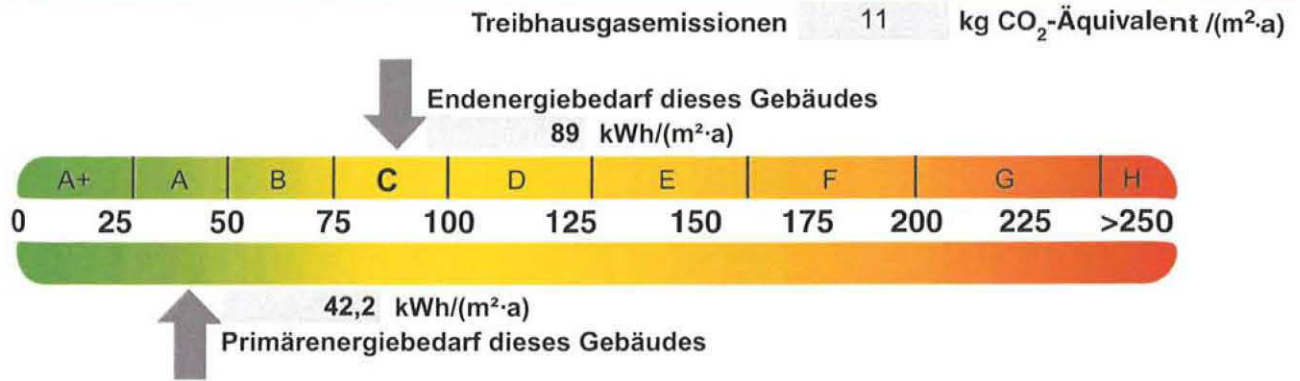 Treibhausgasemissionen 11 kg CO₂-Äquivalent /(m²·a)
Endenergiebedarf dieses Gebäudes
89 kWh/(m²·a)
A+ A B C D E F G H
0 25 50 75 100 125 150 175 200 225 >250
42,2 kWh/(m²·a)
Primärenergiebedarf dieses Gebäudes